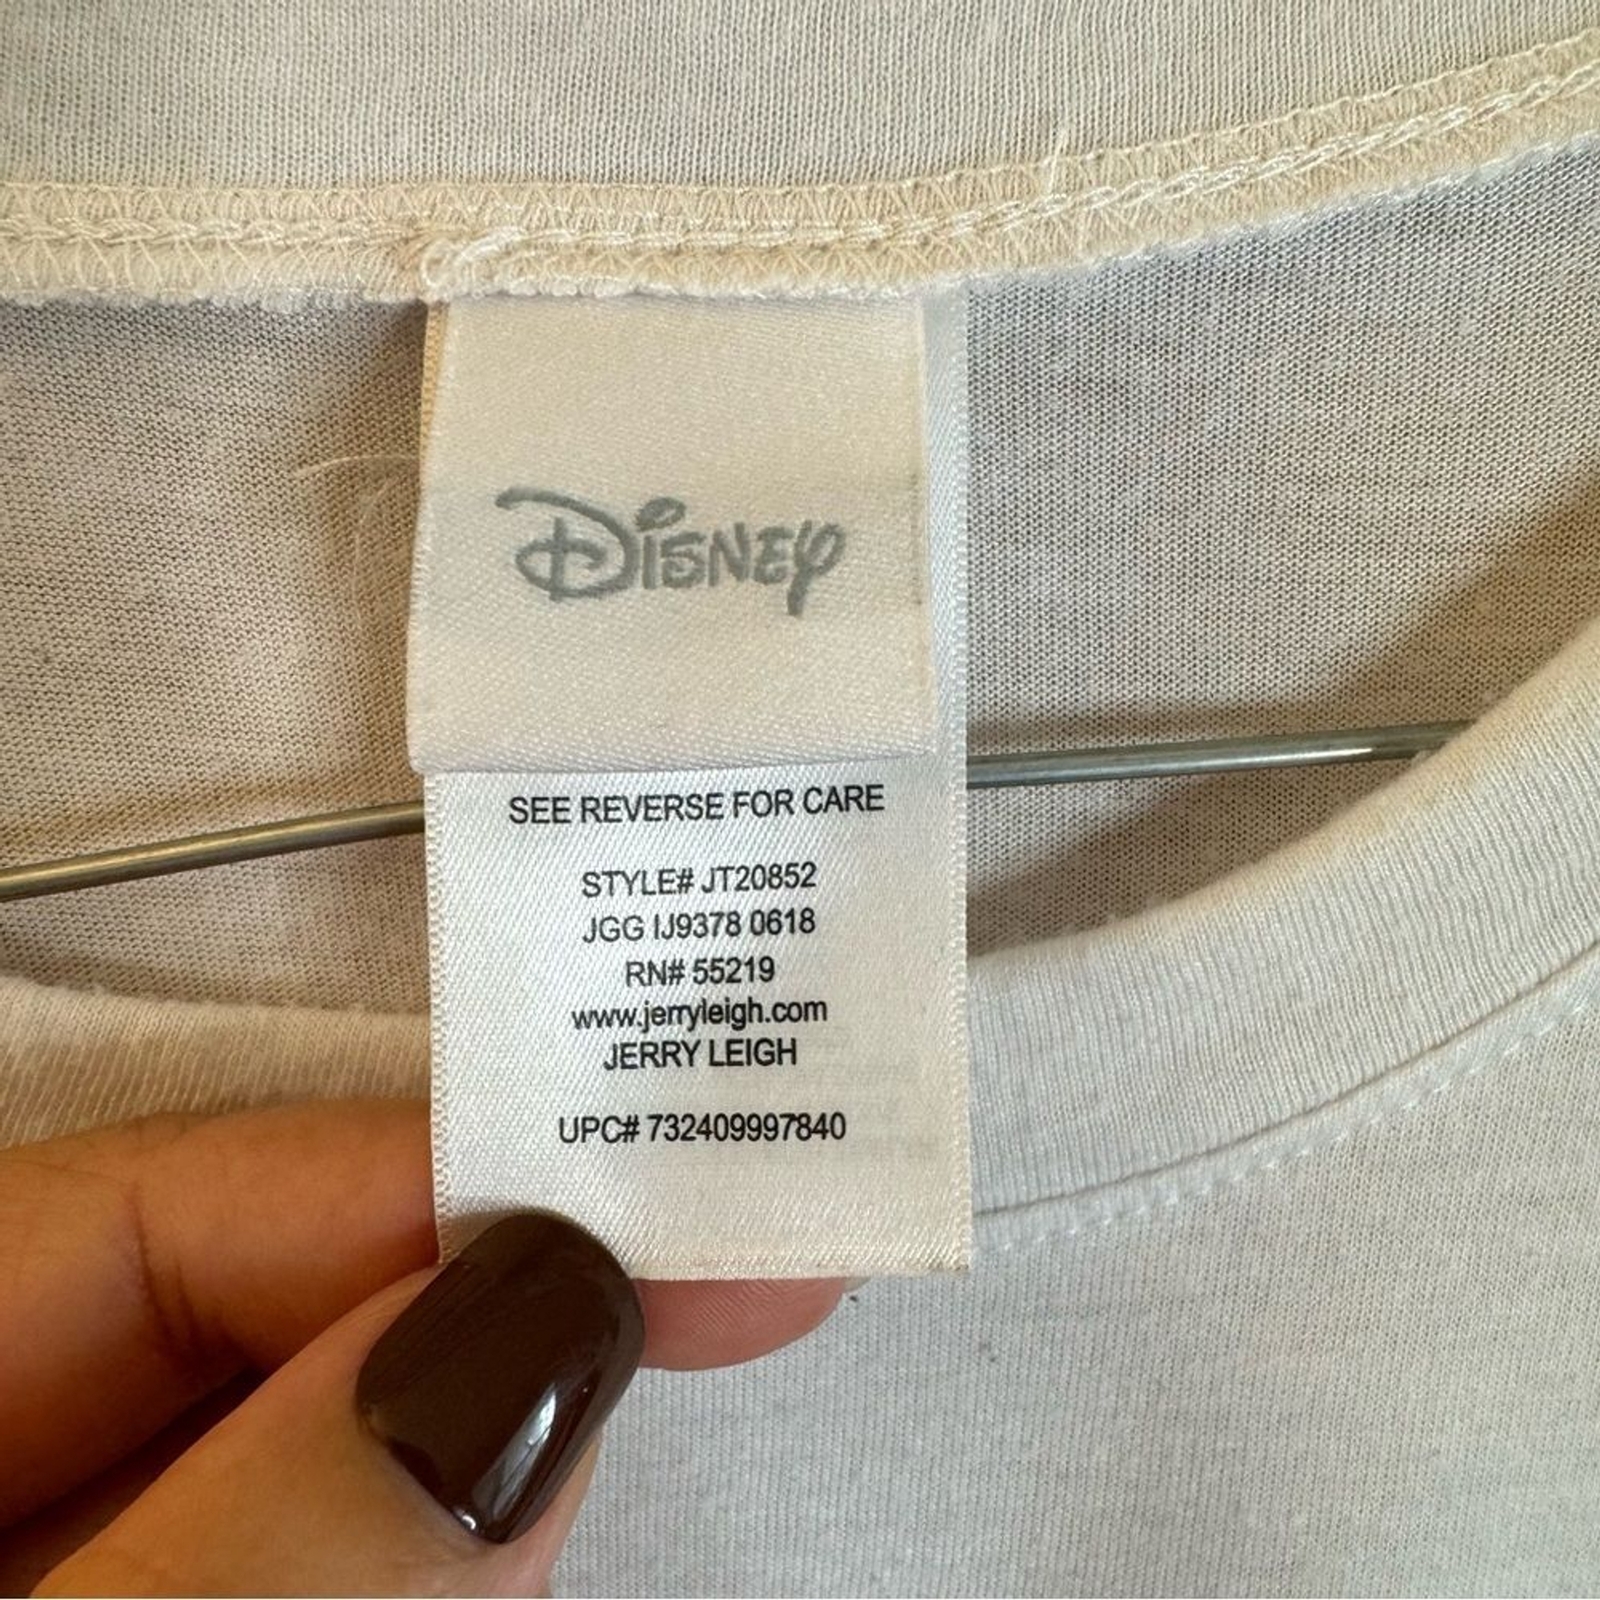 Disney
SEE REVERSE FOR CARE
STYLE# JT20852
JGG IJ9378 0618
RN# 55219
www.jerryleigh.com
JERRY LEIGH
UPC# 732409997840